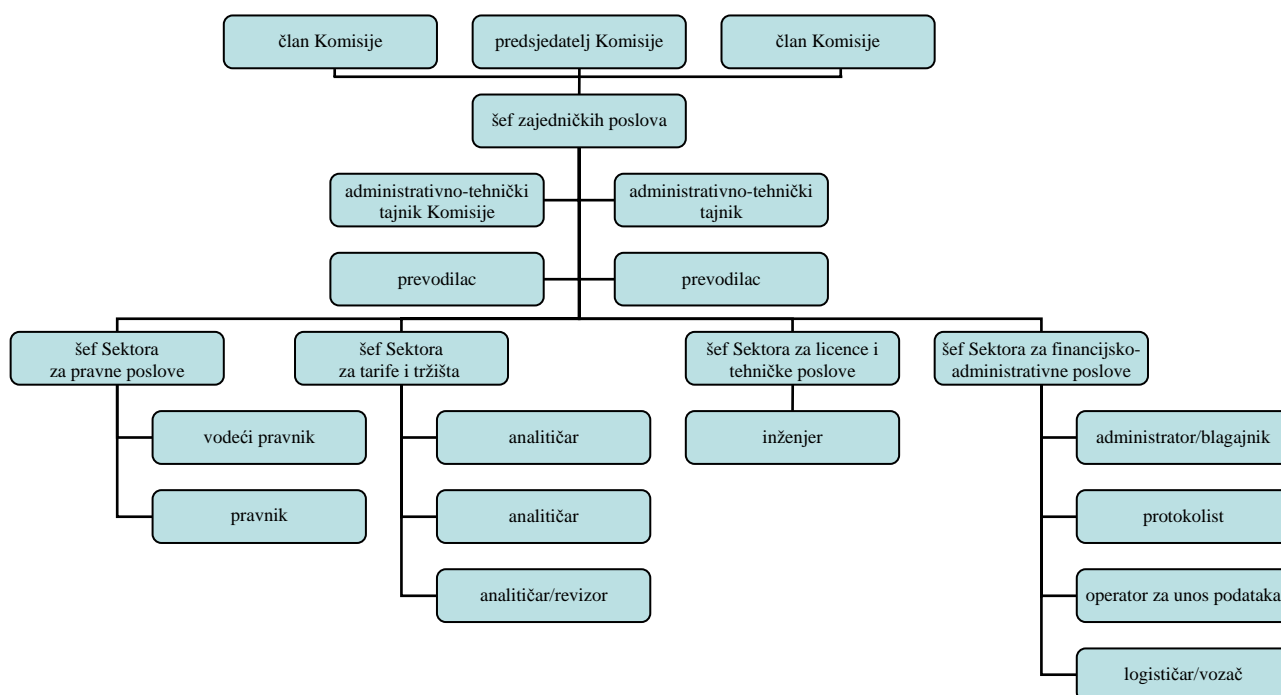 član Komisije
predsjedatelj Komisije
član Komisije
šef zajedničkih poslova
administrativno-tehnički
tajnik Komisije
administrativno-tehnički
tajnik
prevodilac
prevodilac
šef Sektora
za pravne poslove
šef Sektora
za tarife i tržišta
šef Sektora za licence i
tehničke poslove
šef Sektora za financijsko-
administrativne poslove
vodeći pravnik
analitičar
inženjer
administrator/blagajnik
pravnik
analitičar
protokolist
analitičar/revizor
operator za unos podataka
logističar/vozač